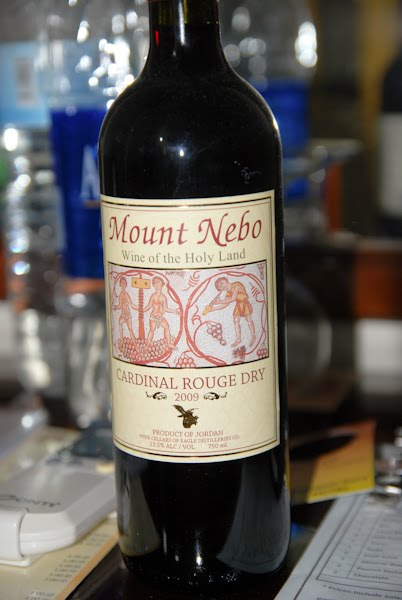 Mount Nebo
Wine of the Holy Land
CARDINAL ROUGE DRY
2009
PRODUCT OF JORDAN
WINE CELLARS OF EAGLE DISTILLERIES CO.
13.5% ALC / VOL 750 ml.